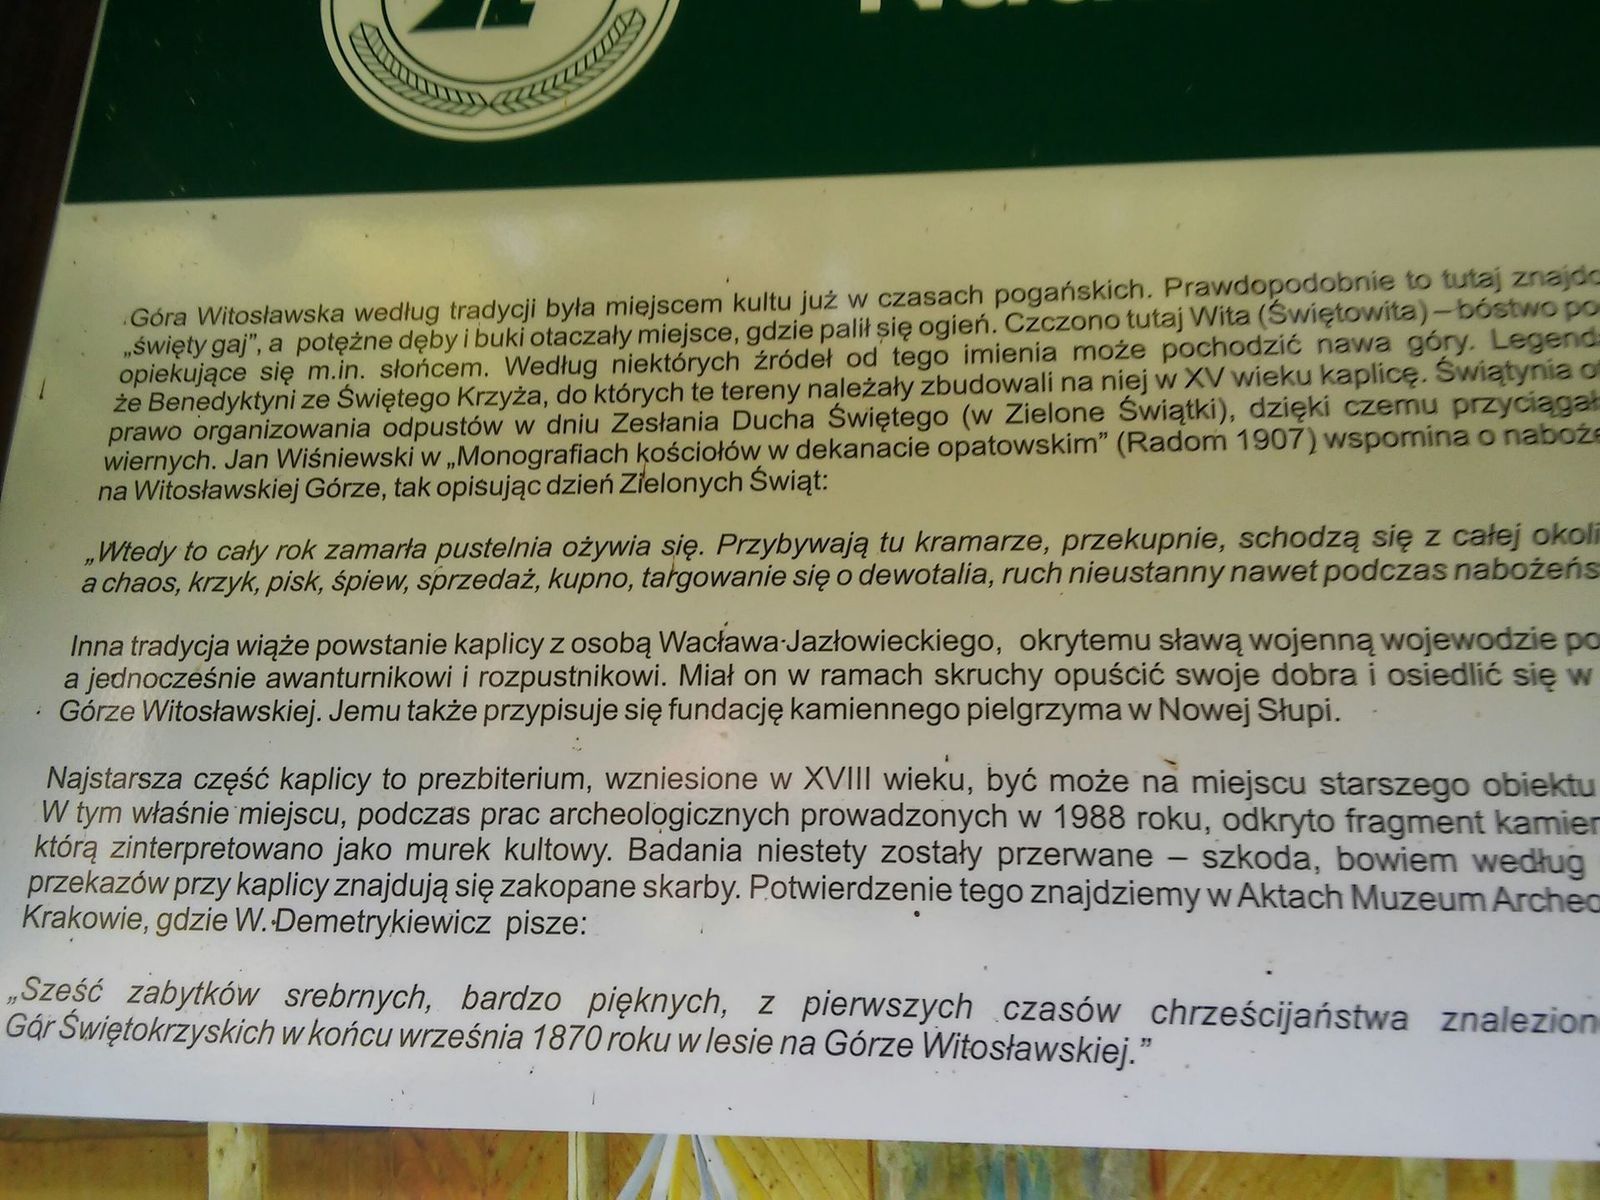 Góra Witosławska według tradycji była miejscem kultu już w czasach pogańskich. Prawdopodobnie to tutaj
„święty gaj”, a potężne dęby i buki otaczały miejsce, gdzie palił się ogień. Czczono tutaj Wita (Świętowita) – bóstwo
opiekujące się m.in. słońcem. Według niektórych źródeł od tego imienia może pochodzić nawa góry.
że Benedyktyni ze Świętego Krzyża, do których te tereny należały zbudowali na niej w XV wieku kaplicę. Świątynia
prawo organizowania odpustów w dniu Zesłania Ducha Świętego (w Zielone Świątki), dzięki czemu
wiernych. Jan Wiśniewski w „Monografiach kościołów w dekanacie opatowskim” (Radom 1907) wspomina o
na Witosławskiej Górze, tak opisując dzień Zielonych Świąt:
„Wtedy to cały rok zamarła pustelnia ożywia się. Przybywają tu kramarze, przekupnie, schodzą się z całej
a chaos, krzyk, pisk, śpiew, sprzedaż, kupno, targowanie się o dewotalia, ruch nieustanny nawet podczas
Inna tradycja wiąże powstanie kaplicy z osobą Wacława Jazłowieckiego, okrytemu sławą wojenną wojewodzie
a jednocześnie awanturnikowi i rozpustnikowi. Miał on w ramach skruchy opuścić swoje dobra i osiedlić się w
Górze Witosławskiej. Jemu także przypisuje się fundację kamiennego pielgrzyma w Nowej Słupi.
Najstarsza część kaplicy to prezbiterium, wzniesione w XVIII wieku, być może na miejscu starszego obiektu
W tym właśnie miejscu, podczas prac archeologicznych prowadzonych w 1988 roku, odkryto fragment
którą zinterpretowano jako murek kultowy. Badania niestety zostały przerwane – szkoda, bowiem według
przekazów przy kaplicy znajdują się zakopane skarby. Potwierdzenie tego znajdziemy w Aktach Muzeum
Krakowie, gdzie W. Demetrykiewicz pisze:
„Sześć zabytków srebrnych, bardzo pięknych, z pierwszych czasów chrześcijaństwa
Gór Świętokrzyskich w końcu września 1870 roku w lesie na Górze Witosławskiej.”